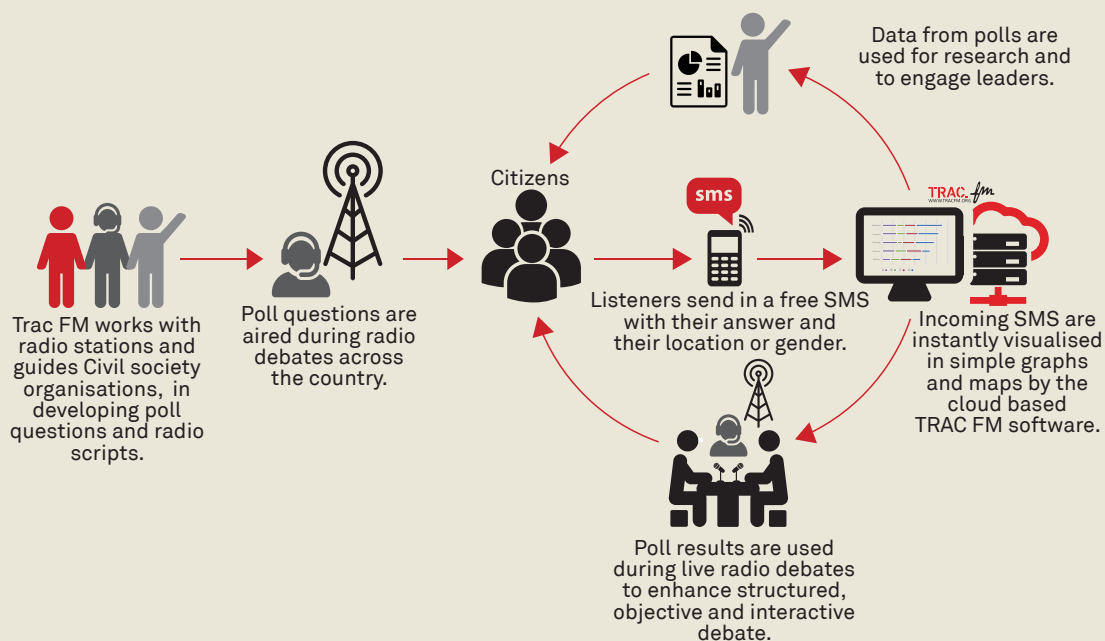 Trac FM works with
radio stations and
guides Civil society
organisations, in
developing poll
questions and radio
scripts.
Poll questions are
aired during radio
debates across
the country.
Citizens
sms
Listeners send in a free SMS
with their answer and
their location or gender.
TRAC fm
WWW.TRACFM.ORG
Incoming SMS are
instantly visualised
in simple graphs
and maps by the
cloud based
TRAC FM software.
Data from polls are
used for research and
to engage leaders.
Poll results are used
during live radio debates
to enhance structured,
objective and interactive
debate.